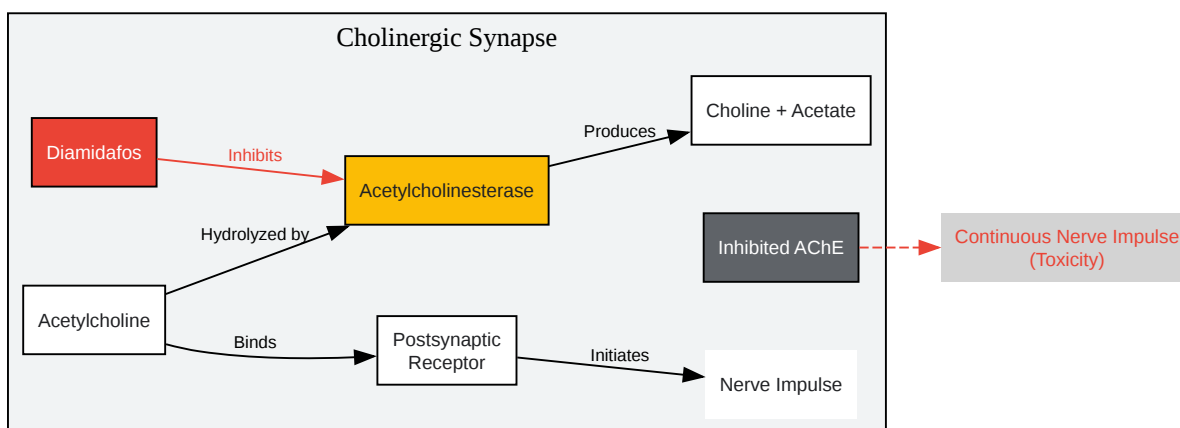 Cholinergic Synapse
Choline + Acetate
Produces
Diamidafos
Inhibits
Acetylcholinesterase
Hydrolyzed by
Inhibited AChE
Continuous Nerve Impulse
(Toxicity)
Acetylcholine
Binds
Postsynaptic
Receptor
Initiates
Nerve Impulse